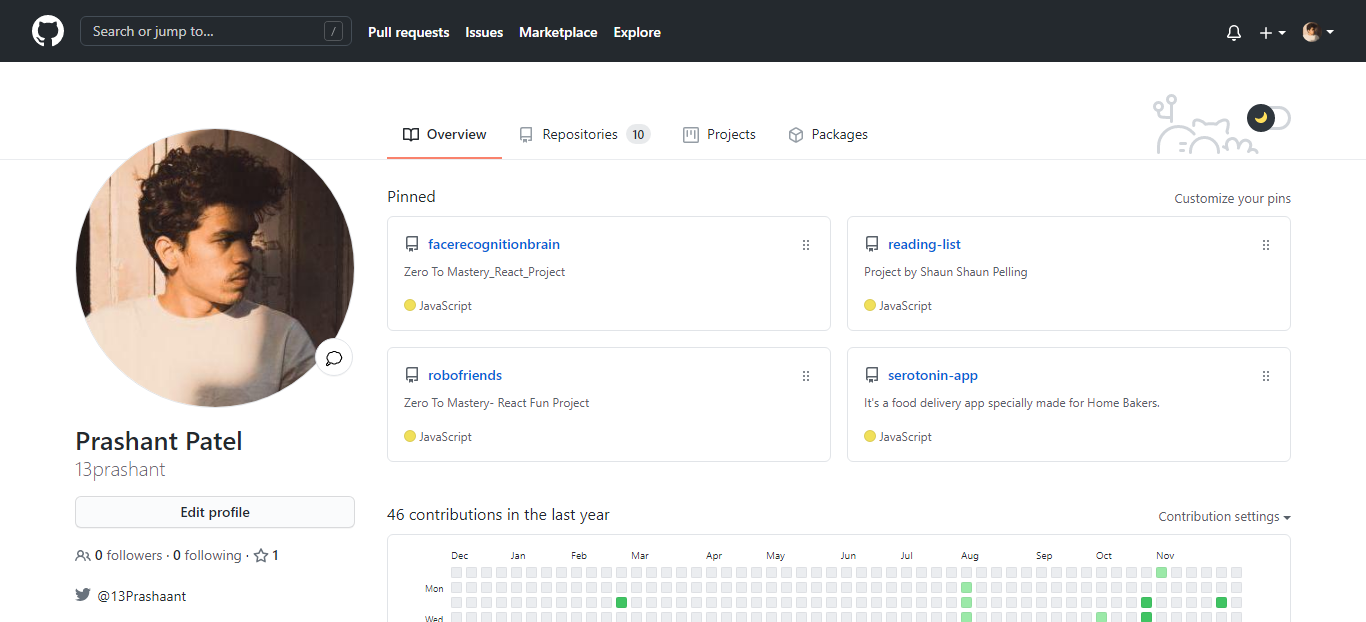 Search or jump to... /
Pull requests Issues Marketplace Explore
Overview Repositories 10 Projects Packages
Pinned
Customize your pins
facerecognitionbrain
Zero To Mastery_React_Project
JavaScript
reading-list
Project by Shaun Shaun Pelling
JavaScript
robofriends
Zero To Mastery- React Fun Project
JavaScript
serotonin-app
It's a food delivery app specially made for Home Bakers.
JavaScript
Prashant Patel
13prashant
Edit profile
0 followers · 0 following · 1
@13Prashaant
46 contributions in the last year
Contribution settings
Dec Jan Feb Mar Apr May Jun Jul Aug Sep Oct Nov
Mon
Wed